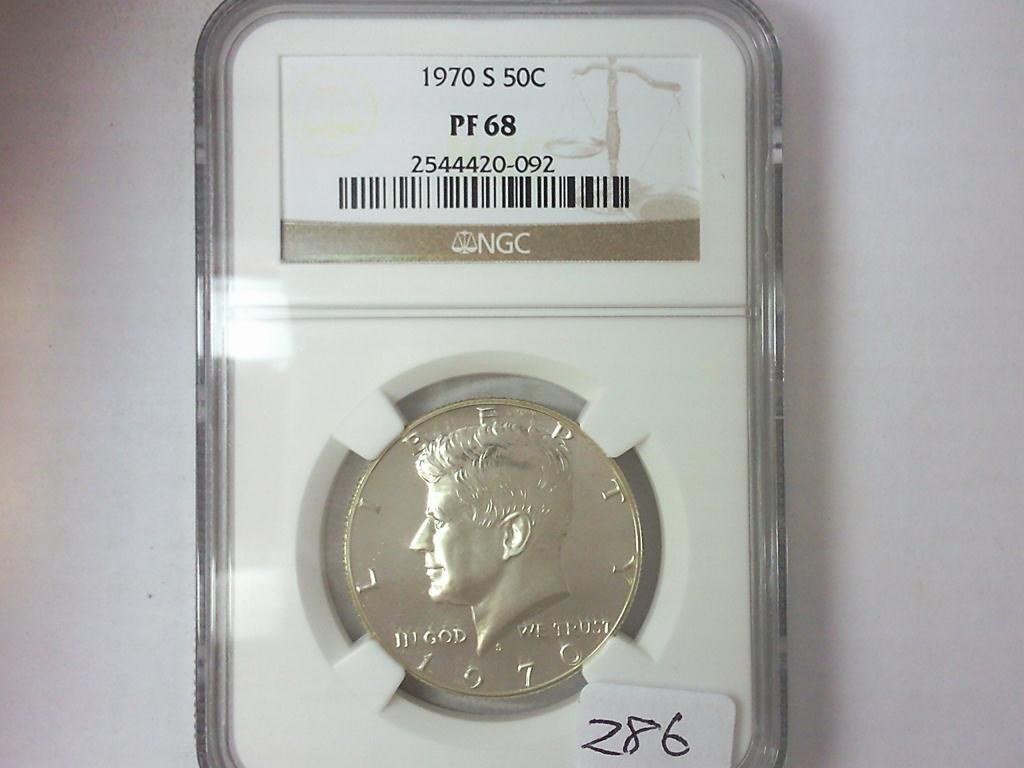 1970 S 50C
PF 68
2544420-092
NGC
LIBERTY
IN GOD WE TRUST
S
1970
286